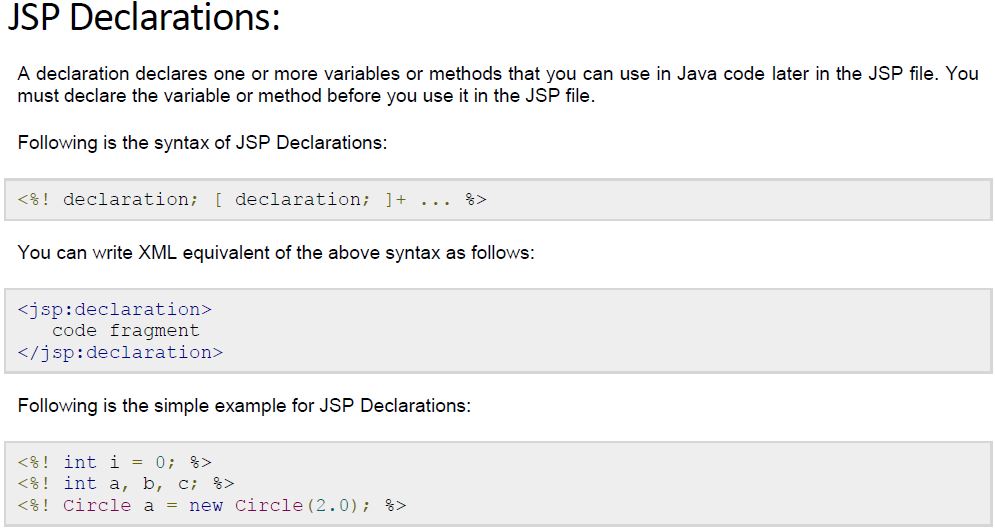 JSP Declarations:
A declaration declares one or more variables or methods that you can use in Java code later in the JSP file. You
must declare the variable or method before you use it in the JSP file.
Following is the syntax of JSP Declarations:
<%! declaration; [ declaration; ]+ ... %>
You can write XML equivalent of the above syntax as follows:
<jsp:declaration>
code fragment
</jsp:declaration>
Following is the simple example for JSP Declarations:
<%! int i = 0; %>
<%! int a, b, c; %>
<%! Circle a = new Circle(2.0); %>